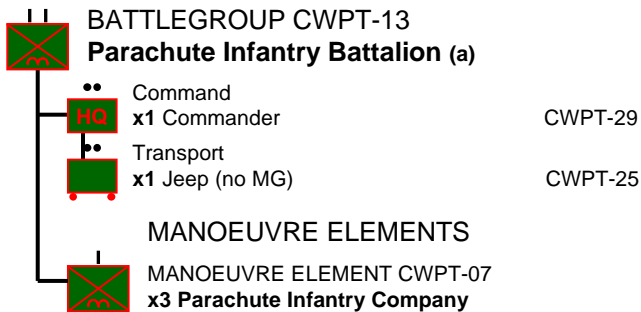 BATTLEGROUP CWPT-13
Parachute Infantry Battalion (a)
Command
HQ x1 Commander CWPT-29
Transport
x1 Jeep (no MG) CWPT-25
MANOEUVRE ELEMENTS
MANOEUVRE ELEMENT CWPT-07
x3 Parachute Infantry Company